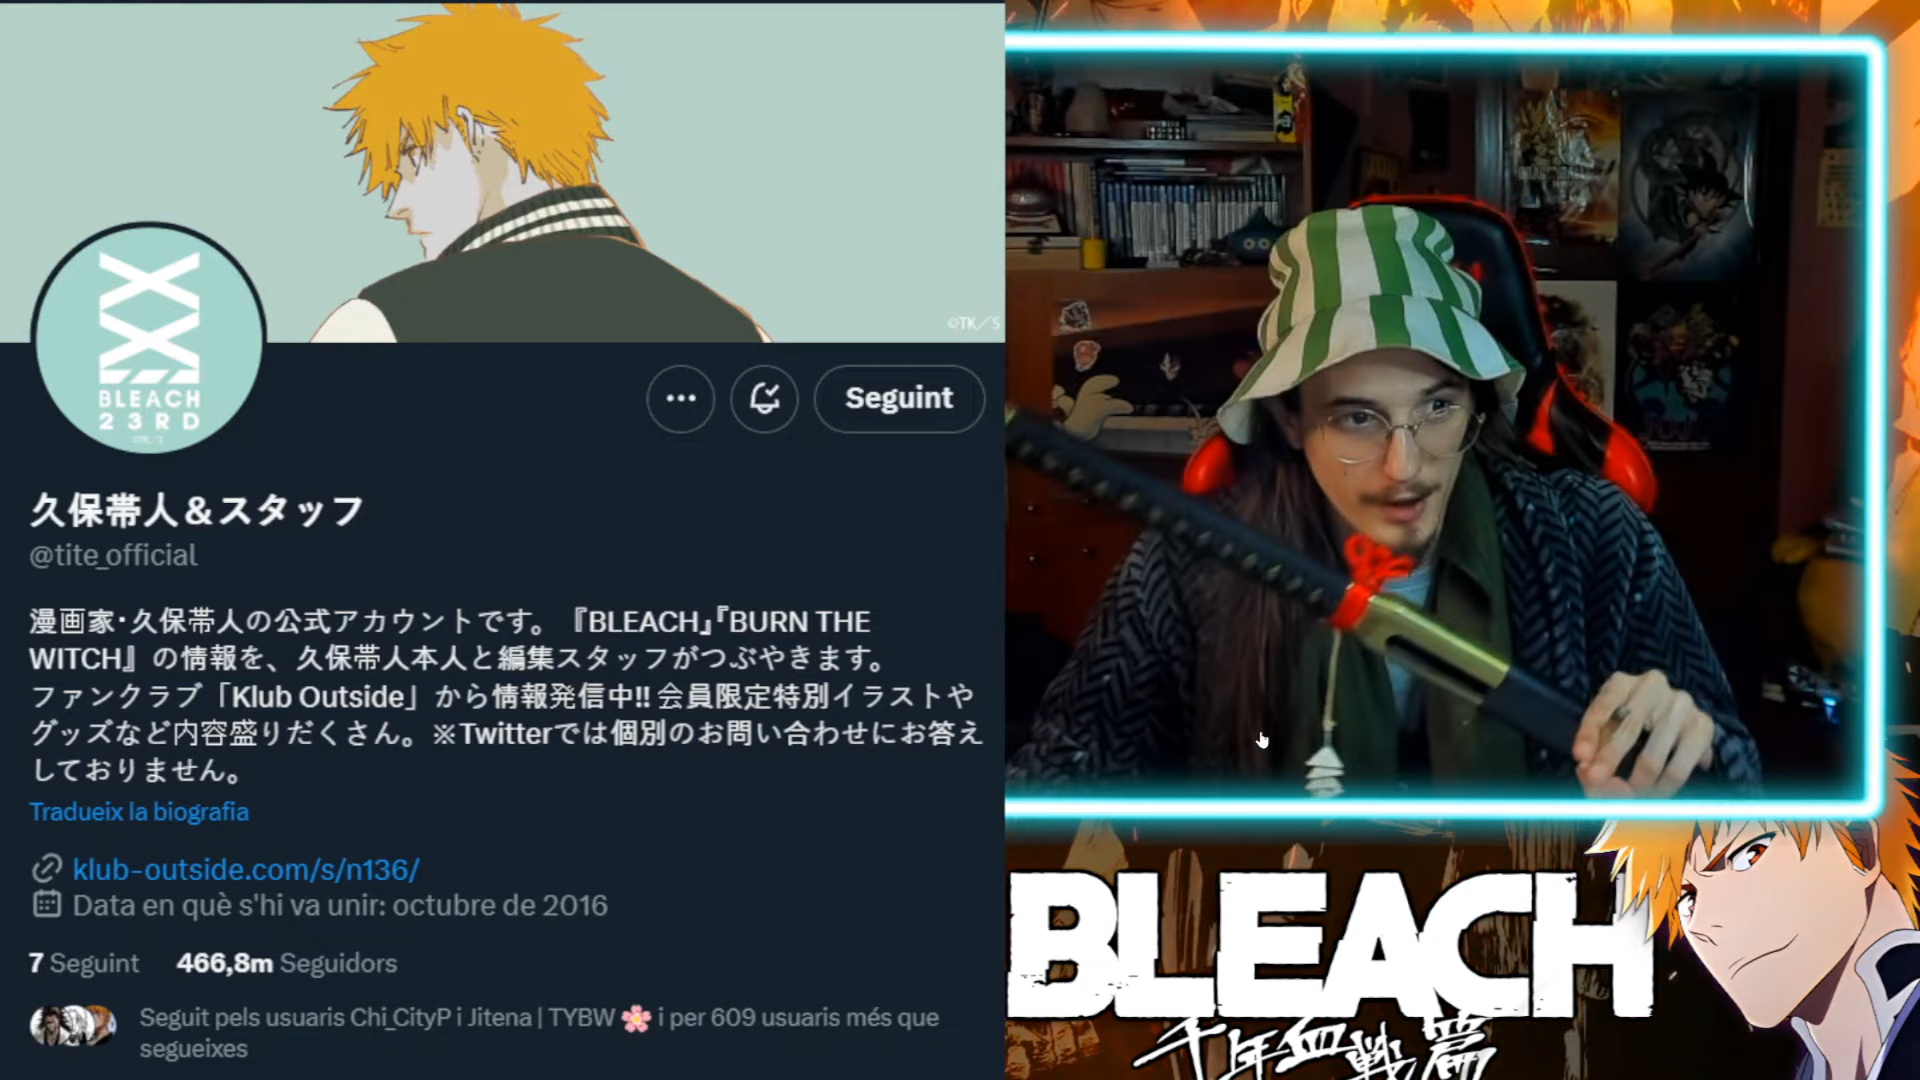 ©TK/S
BLEACH
23RD
Seguint
久保帯人&スタッフ
@tite_official
漫画家・久保帯人の公式アカウントです。『BLEACH』『BURN THE
WITCH』の情報を、久保帯人本人と編集スタッフがつぶやきます。
ファンクラブ「Klub Outside」から情報発信中!! 会員限定特別イラストや
グッズなど内容盛りだくさん。※Twitterでは個別のお問い合わせにお答え
しておりません。
Tradueix la biografia
klub-outside.com/s/n136/
Data en què s'hi va unir: octubre de 2016
7 Seguint 466,8m Seguidors
Seguit pels usuaris Chi_CityP i Jitena | TYBW 🌸 i per 609 usuaris més que
segueixes
BLEACH
千年血戦篇